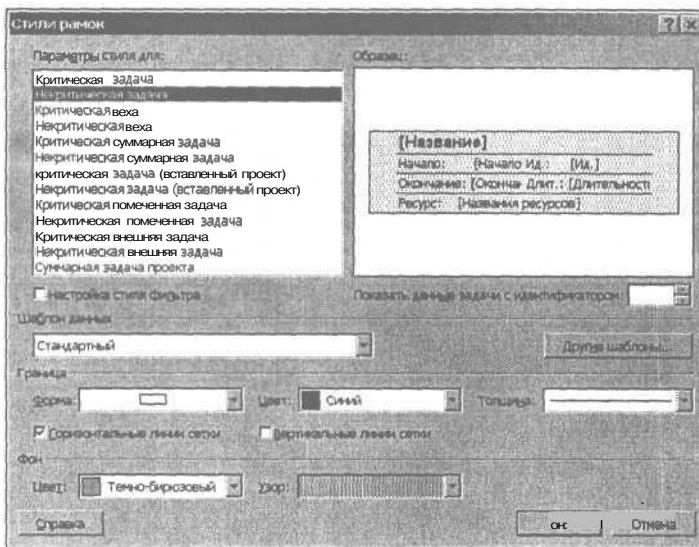 Стили рамок
Параметры стиля для:
Критическая задача
Некритическая задача
Критическая веха
Некритическая веха
Критическая суммарная задача
Некритическая суммарная задача
критическая задача (вставленный проект)
Некритическая задача (вставленный проект)
Критическая помеченная задача
Некритическая помеченная задача
Критическая внешняя задача
Некритическая внешняя задача
Суммарная задача проекта
Образец:
[Название]
Начало: [Начало Ид.: [Ид.]
Окончание: [Окончан Длит.: [Длительност
Ресурс: [Названия ресурсов]
Настройка стиля фильтра
Показать данные задачи с идентификатором:
Шаблон данных
Стандартный
Другие шаблоны...
Граница
Форма:
Цвет: Синий
Толщина:
Горизонтальные линии сетки
Вертикальные линии сетки
Фон
Цвет: Темно-бирюзовый
Узор:
Справка
он:
Отмена